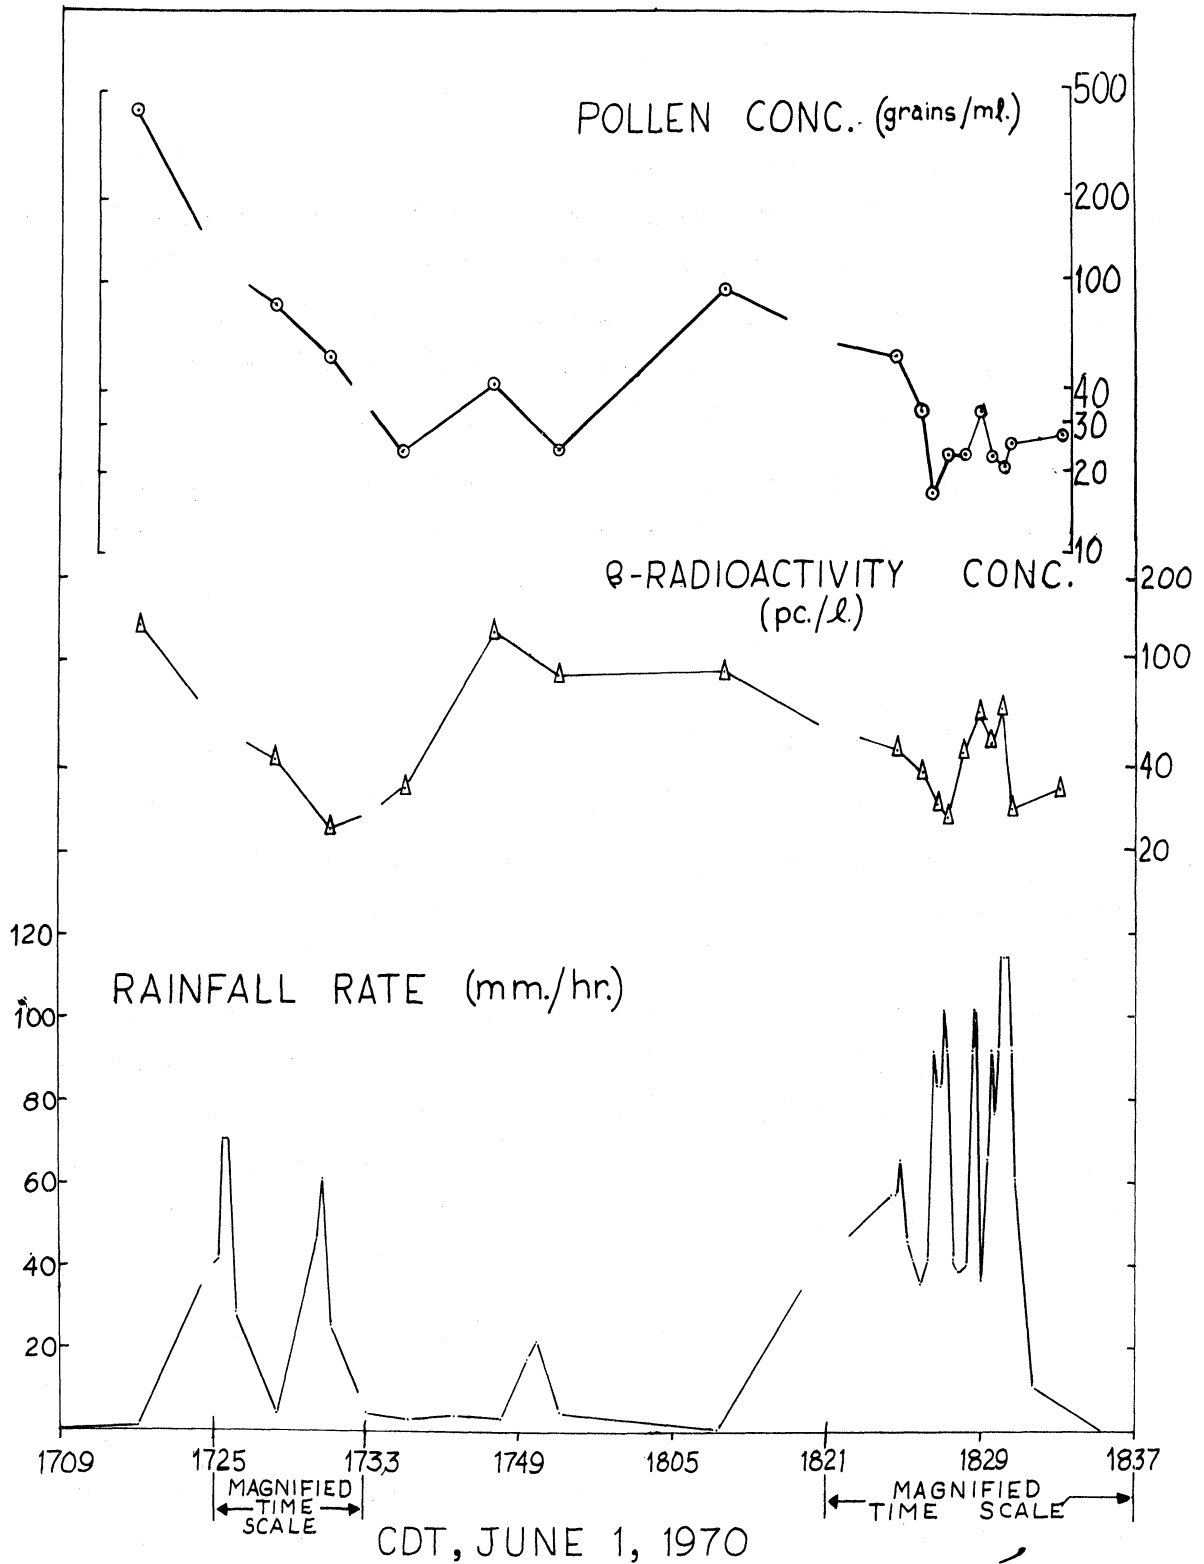 POLLEN CONC. (grains/ml.)
500
200
100
40
30
20
10
β-RADIOACTIVITY CONC.
(pc./l.)
200
100
40
20
RAINFALL RATE (mm./hr.)
120
100
80
60
40
20
1709 1725 1733 1749 1805 1821 1829 1837
MAGNIFIED
TIME
SCALE
MAGNIFIED
TIME SCALE
CDT, JUNE 1, 1970